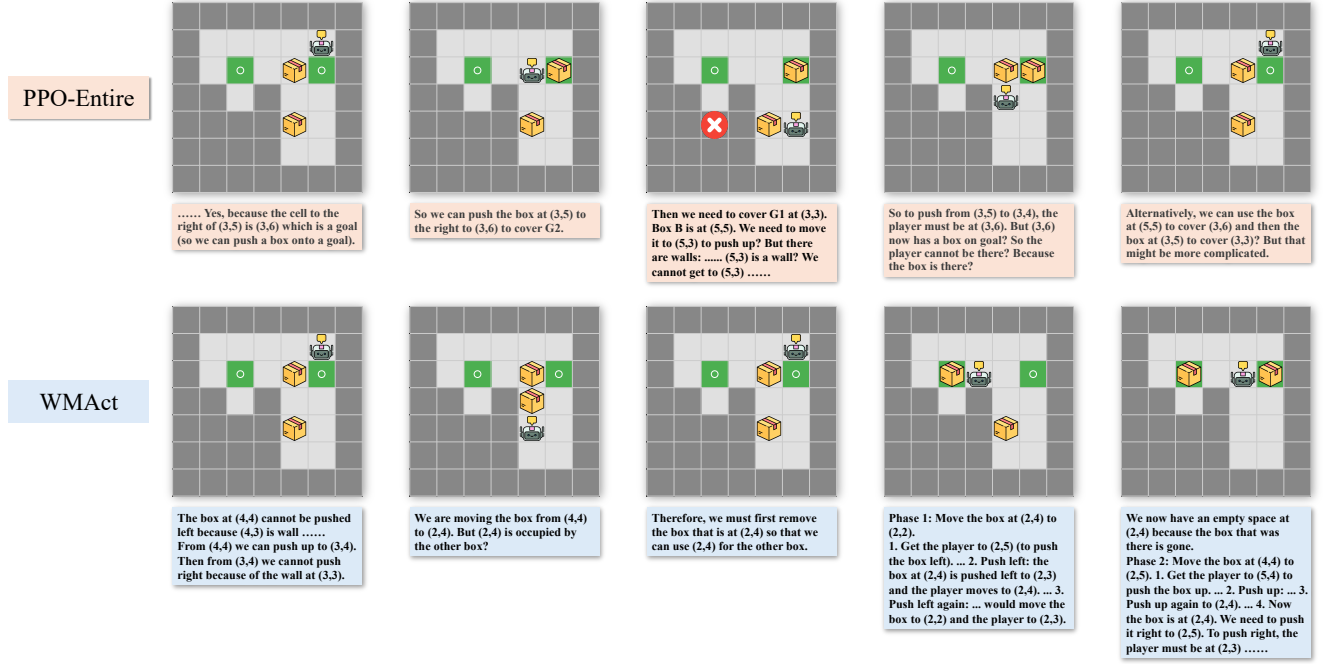 PPO-Entire
...... Yes, because the cell to the
right of (3,5) is (3,6) which is a goal
(so we can push a box onto a goal).
So we can push the box at (3,5) to
the right to (3,6) to cover G2.
Then we need to cover G1 at (3,3).
Box B is at (5,5). We need to move
it to (5,3) to push up? But there
are walls: ...... (5,3) is a wall? We
cannot get to (5,3) ......
So to push from (3,5) to (3,4), the
player must be at (3,6). But (3,6)
now has a box on goal? So the
player cannot be there? Because
the box is there?
Alternatively, we can use the box
at (5,5) to cover (3,6) and then the
box at (3,5) to cover (3,3)? But that
might be more complicated.
WMAct
The box at (4,4) cannot be pushed
left because (4,3) is wall ......
From (4,4) we can push up to (3,4).
Then from (3,4) we cannot push
right because of the wall at (3,3).
We are moving the box from (4,4)
to (2,4). But (2,4) is occupied by
the other box?
Therefore, we must first remove
the box that is at (2,4) so that we
can use (2,4) for the other box.
Phase 1: Move the box at (2,4) to
(2,2).
1. Get the player to (2,5) (to push
the box left). ... 2. Push left: the
box at (2,4) is pushed left to (2,3)
and the player moves to (2,4). ... 3.
Push left again: ... would move the
box to (2,2) and the player to (2,3).
We now have an empty space at
(2,4) because the box that was
there is gone.
Phase 2: Move the box at (4,4) to
(2,5). 1. Get the player to (5,4) to
push the box up. ... 2. Push up: ... 3.
Push up again to (2,4). ... 4. Now
the box is at (2,4). We need to push
it right to (2,5). To push right, the
player must be at (2,3) ......